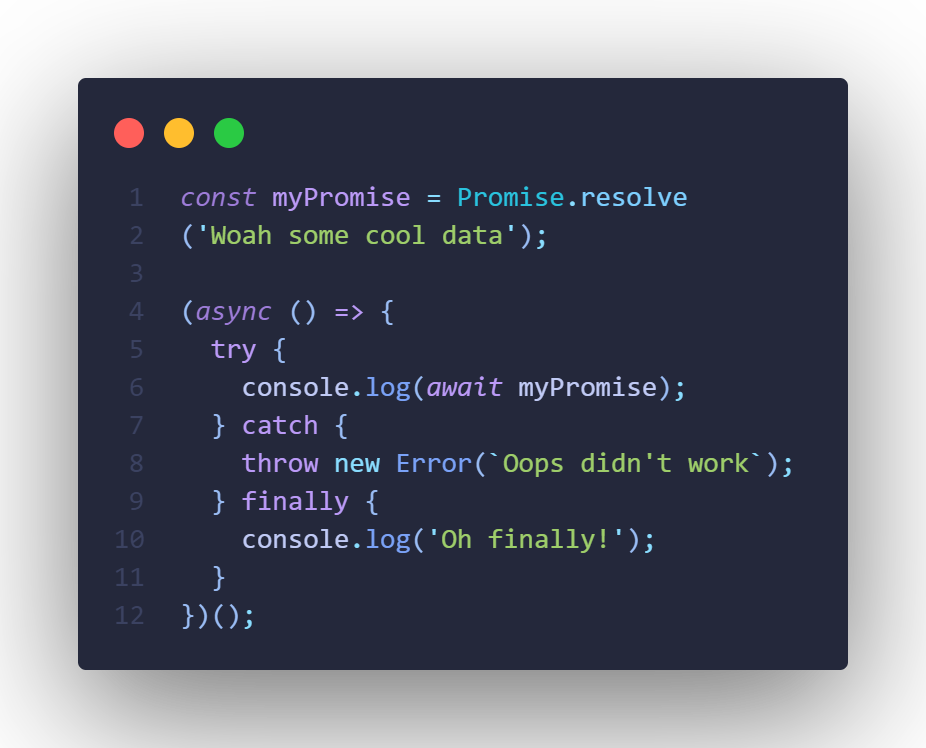 1 const myPromise = Promise.resolve
2 ('Woah some cool data');
3
4 (async () => {
5   try {
6     console.log(await myPromise);
7   } catch {
8     throw new Error(`Oops didn't work`);
9   } finally {
10     console.log('Oh finally!');
11   }
12 })();